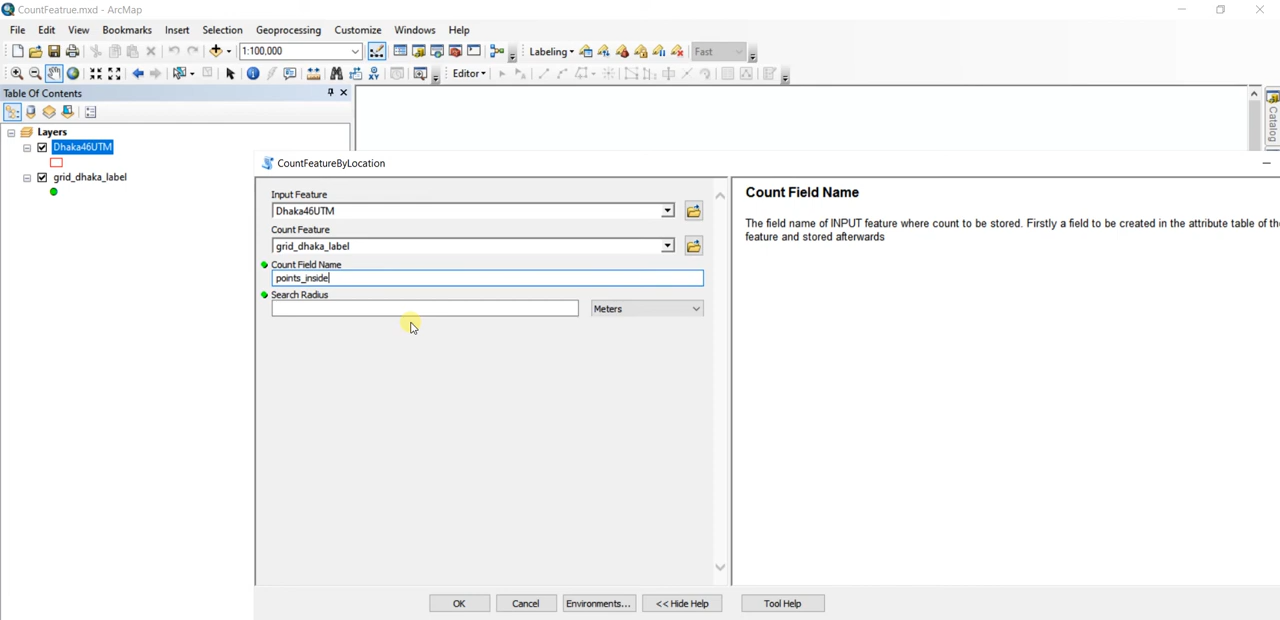 CountFeatrue.mxd - ArcMap
File Edit View Bookmarks Insert Selection Geoprocessing Customize Windows Help
1:100,000 Labeling Fast
Editor
Table Of Contents
Catalog
Layers
Dhaka46UTM
grid_dhaka_label
CountFeatureByLocation
Input Feature
Dhaka46UTM
Count Feature
grid_dhaka_label
Count Field Name
points_inside
Search Radius
Meters
OK Cancel Environments... << Hide Help Tool Help
Count Field Name
The field name of INPUT feature where count to be stored. Firstly a field to be created in the attribute table of the
feature and stored afterwards